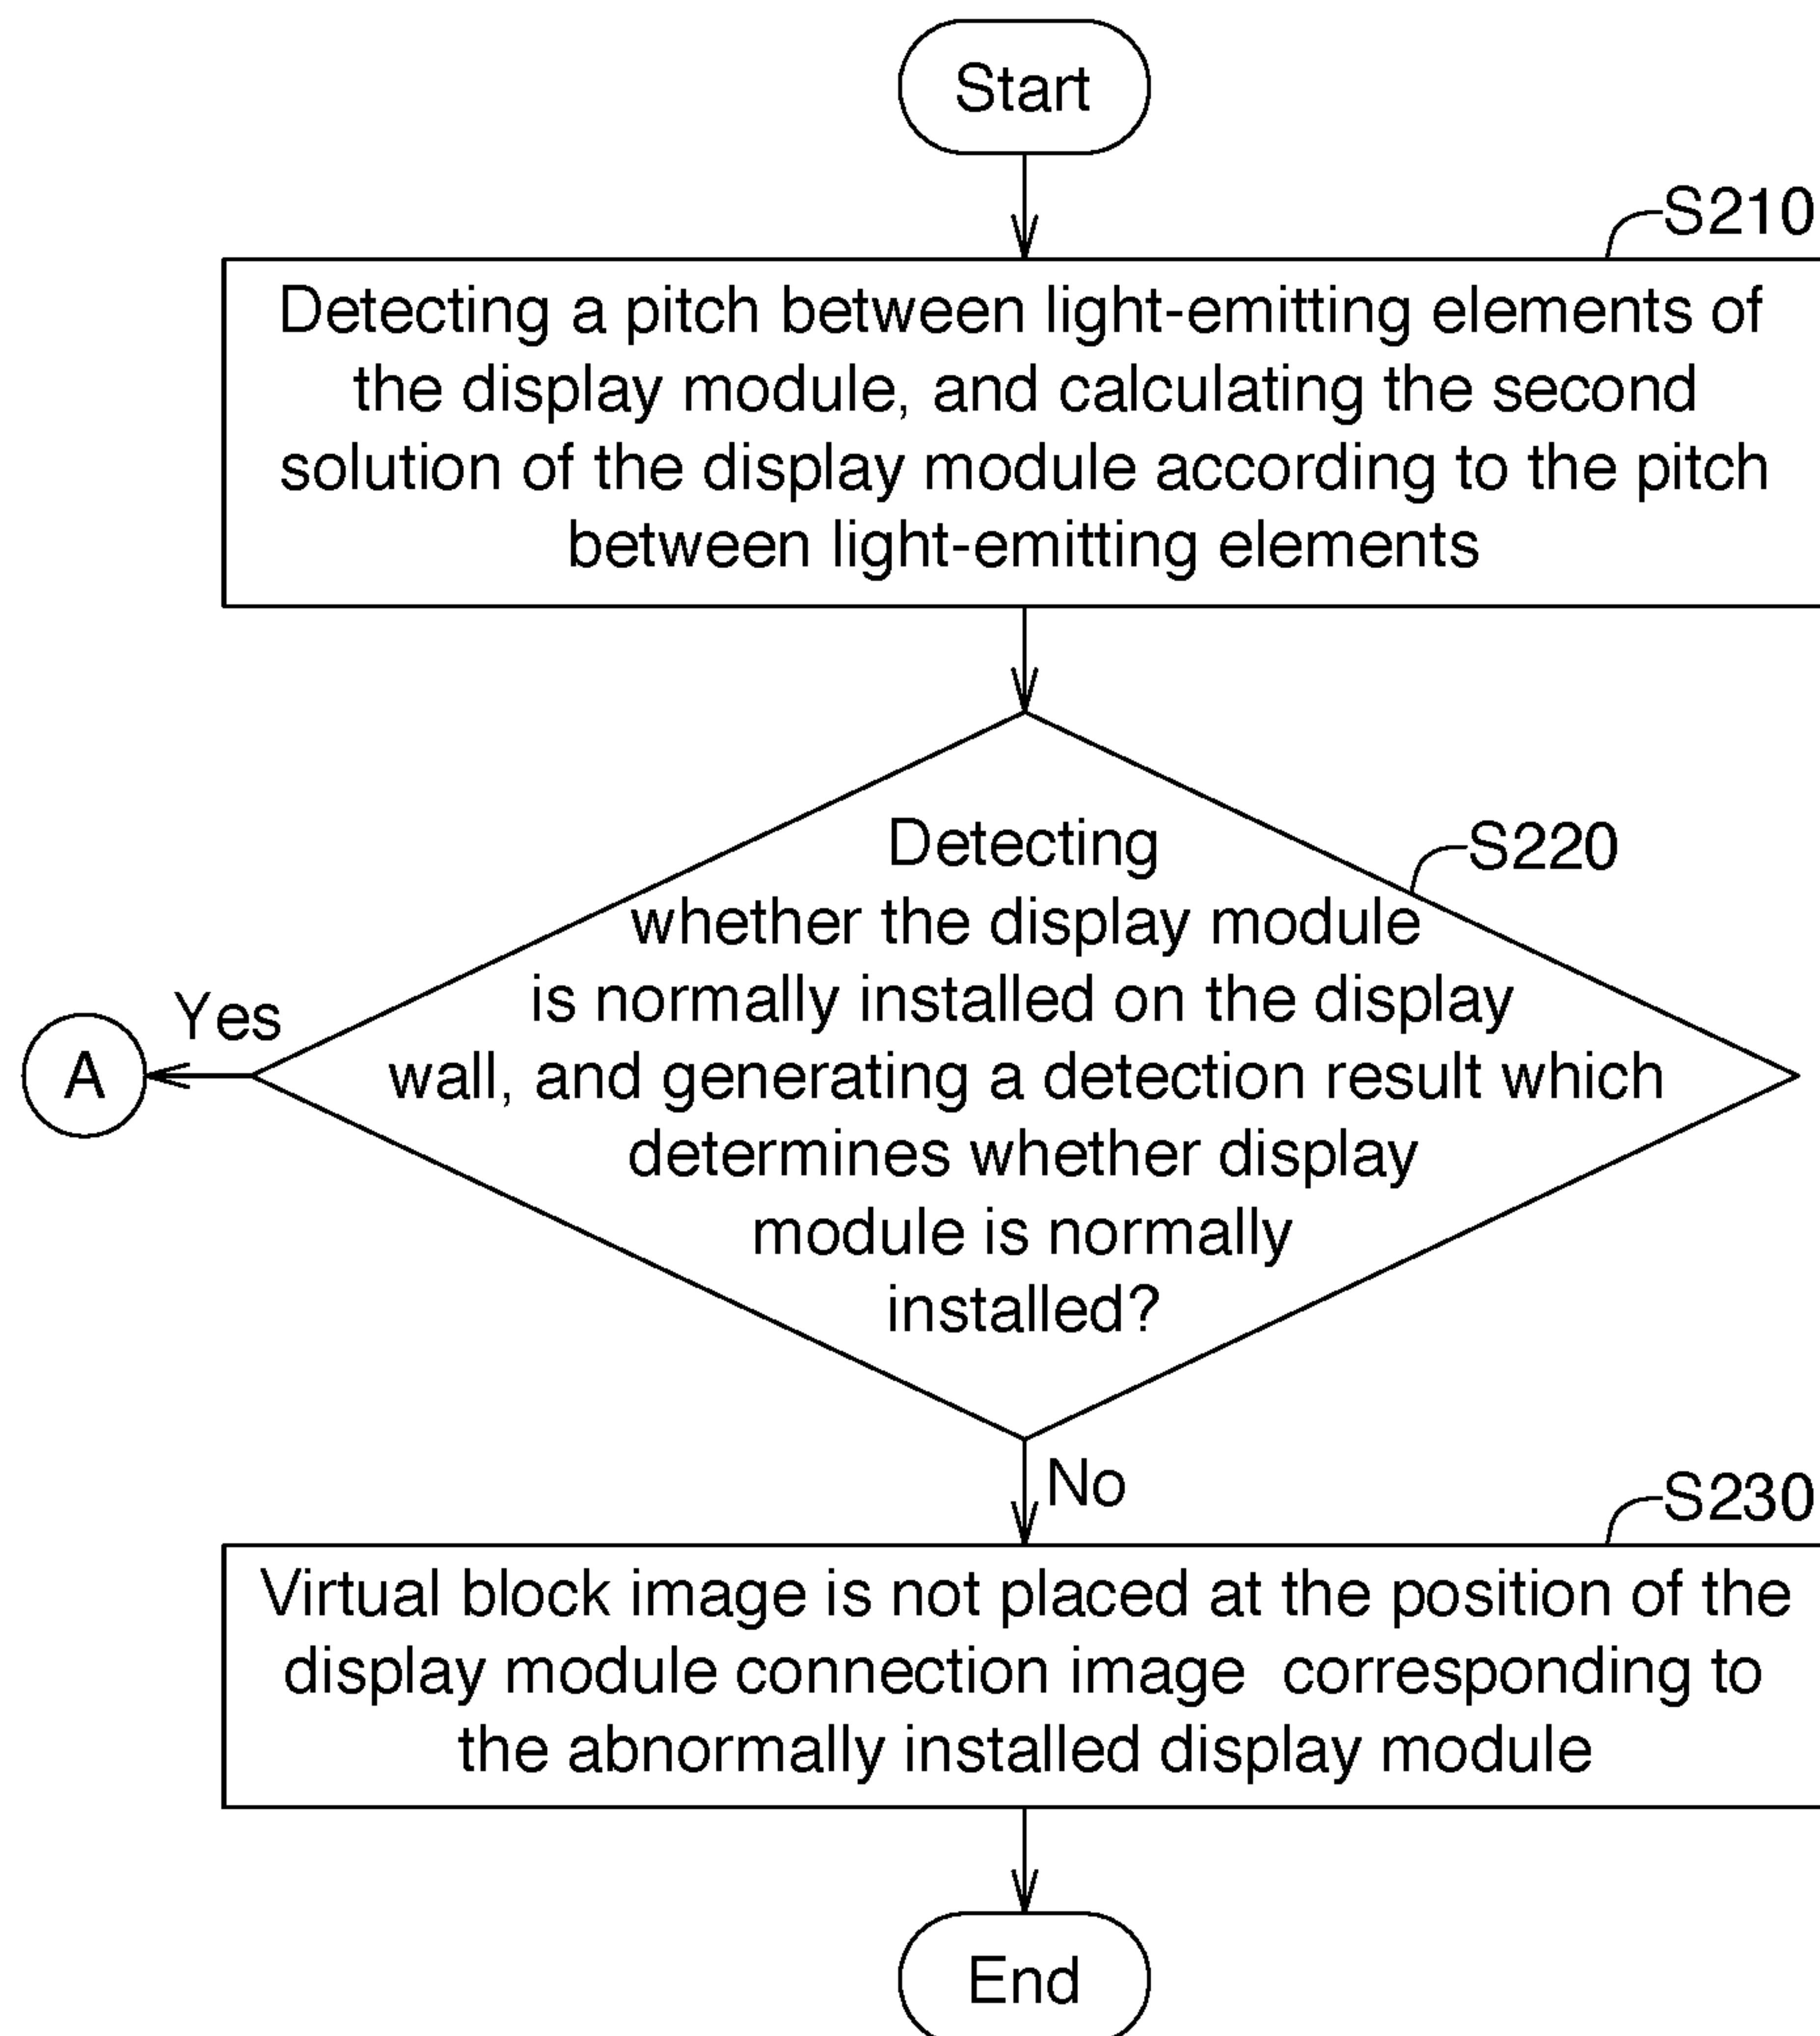 Start
S210
Detecting a pitch between light-emitting elements of
the display module, and calculating the second
solution of the display module according to the pitch
between light-emitting elements
S220
Detecting
whether the display module
is normally installed on the display
wall, and generating a detection result which
determines whether display
module is normally
installed?
Yes
A
No
S230
Virtual block image is not placed at the position of the
display module connection image corresponding to
the abnormally installed display module
End